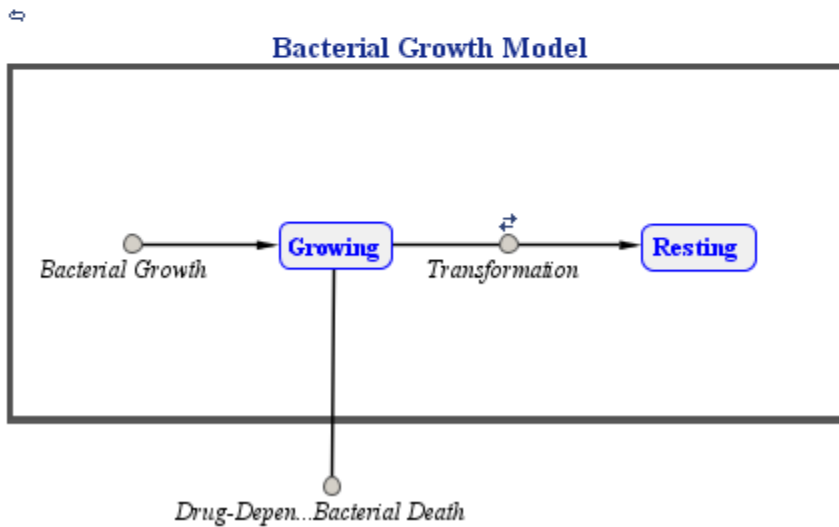 Bacterial Growth Model
Growing
Resting
Bacterial Growth
Transformation
Drug-Depen...Bacterial Death